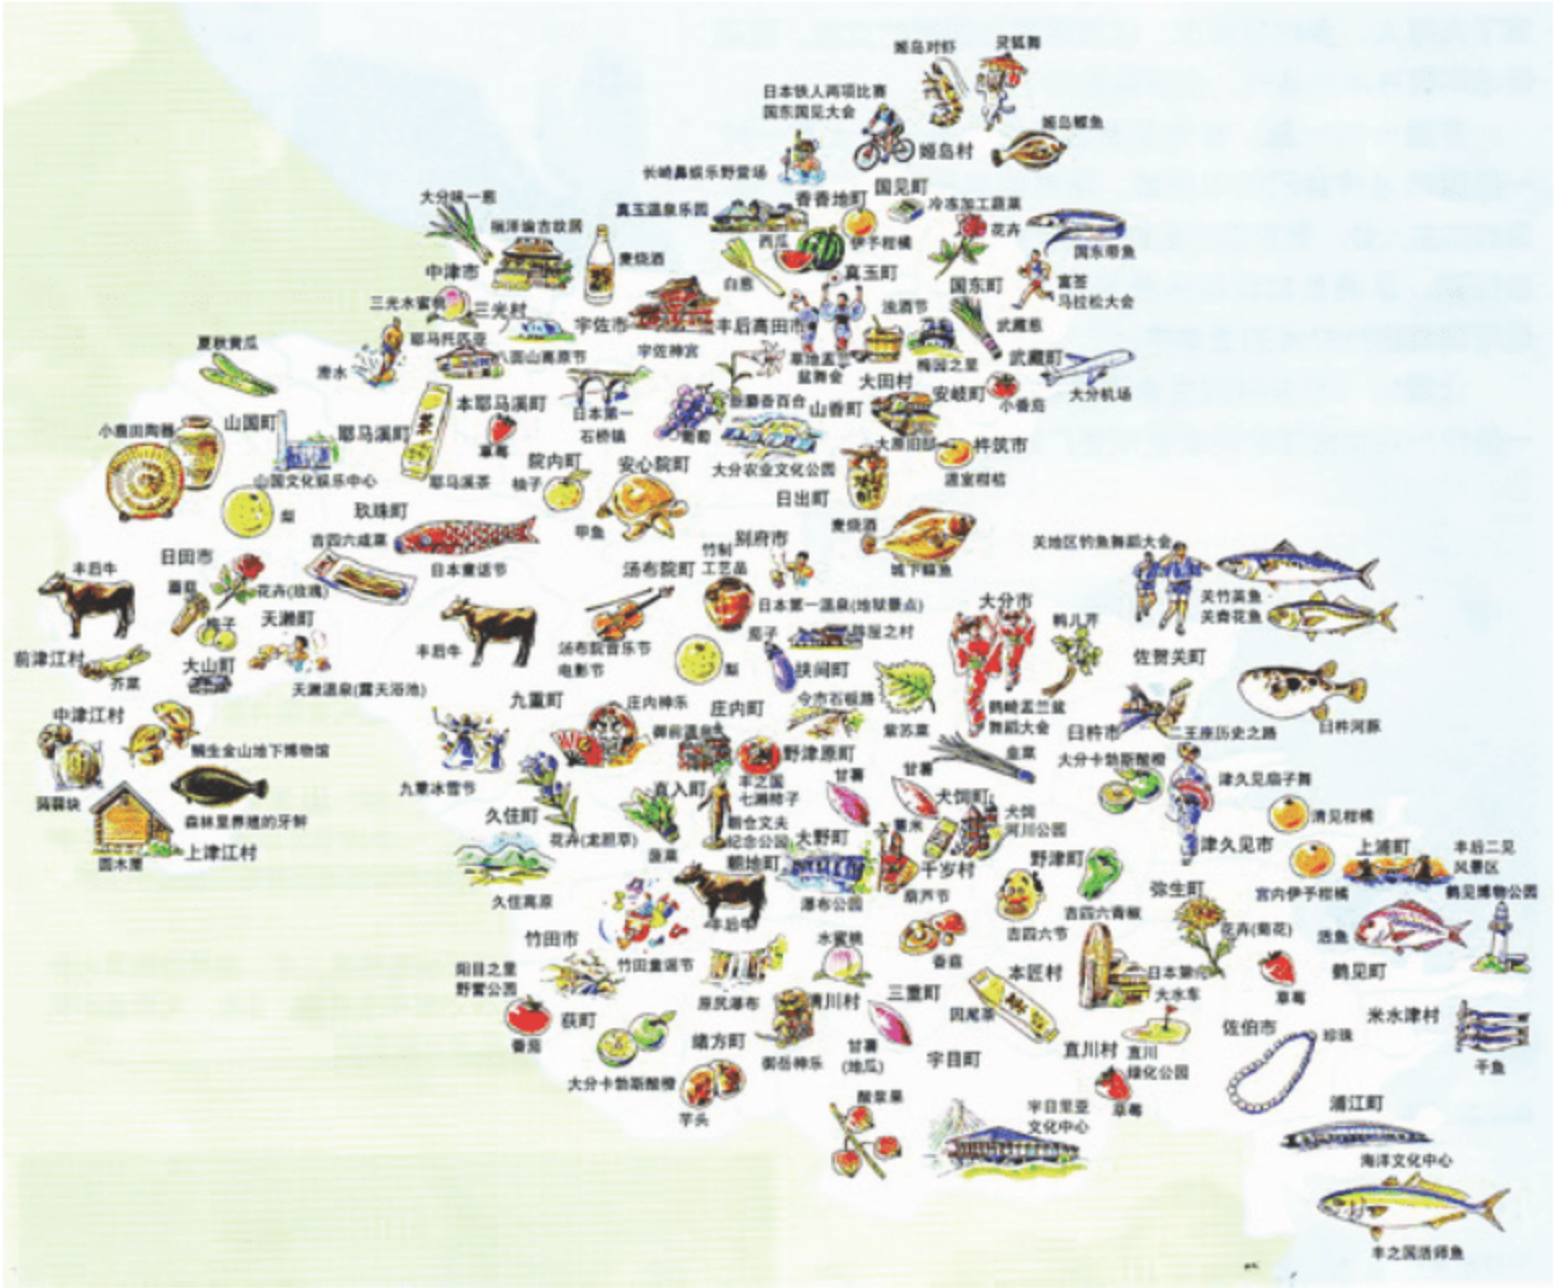 姬岛对虾
灵狐舞
日本铁人两项比赛
国东国见大会
姬岛鲽鱼
姬岛村
长崎鼻娱乐野营场
国见町
香香地町
大分味一葱
真玉温泉乐园
冷冻加工蔬菜
福泽谕吉故居
花卉
西瓜
伊予柑橘
国东带鱼
麦烧酒
中津市
白葱
真玉町
国东町
富签
马拉松大会
三光水蜜桃
三光村
浊酒节
宇佐市
丰后高田市
武藏葱
耶马托匹亚
八面山高原节
宇佐神宫
夏秋黄瓜
滑水
草地盂兰
盆舞会
梅园之里
武藏町
大田村
安岐町
大分机场
本耶马溪町
日本第一
石桥镇
麝香百合
山香町
小番茄
山国町
小鹿田陶器
耶马溪町
草莓
葡萄
大原旧邸
杵筑市
院内町
安心院町
大分农业文化公园
温室柑桔
山国文化娱乐中心
耶马溪茶
柚子
日出町
玖珠町
梨
甲鱼
麦烧酒
吉四六咸菜
别府市
关地区钓鱼舞蹈大会
日田市
竹制
工艺品
丰后牛
日本童话节
汤布院町
城下鲽鱼
蘑菇
花卉(玫瑰)
关竹荚鱼
日本第一温泉(地狱景点)
大分市
关青花鱼
梅子
天濑町
茄子
陈屋之村
鸭儿芹
丰后牛
汤布院音乐节
电影节
前津江村
大山町
梨
挟间町
佐贺关町
芥菜
天濑温泉(露天浴池)
今市石板路
九重町
庄内神乐
庄内町
鹤崎盂兰盆
舞蹈大会
中津江村
紫苏菜
臼杵市
二王座历史之路
臼杵河豚
御前温泉
韭菜
鲷生金山地下博物馆
野津原町
大分卡勃斯酸橙
甘薯
甘薯
津久见扇子舞
九重冰雪节
丰之国
七濑柿子
直入町
犬饲町
蒟蒻块
久住町
朝仓文夫
纪念公园
犬饲
河川公园
清见柑橘
森林里养殖的牙鲆
花卉(龙胆草)
大野町
菠菜
津久见市
上浦町
丰后二见
风景区
圆木屋
上津江村
朝地町
千岁村
野津町
宫内伊予柑橘
鹤见博物公园
久住高原
瀑布公园
葫芦节
弥生町
丰后牛
吉四六青椒
吉四六节
花卉(菊花)
活鱼
竹田市
水蜜桃
竹田童谣节
香菇
阳目之里
野营公园
本匠村
日本第一
大水车
鹤见町
原尻瀑布
清川村
三重町
草莓
荻町
因尾茶
米水津村
番茄
佐伯市
珍珠
绪方町
御岳神乐
甘薯
(地瓜)
宇目町
直川村
直川
绿化公园
干鱼
大分卡勃斯酸橙
芋头
酸浆果
草莓
浦江町
宇目里亚
文化中心
海洋文化中心
丰之国活鰤鱼